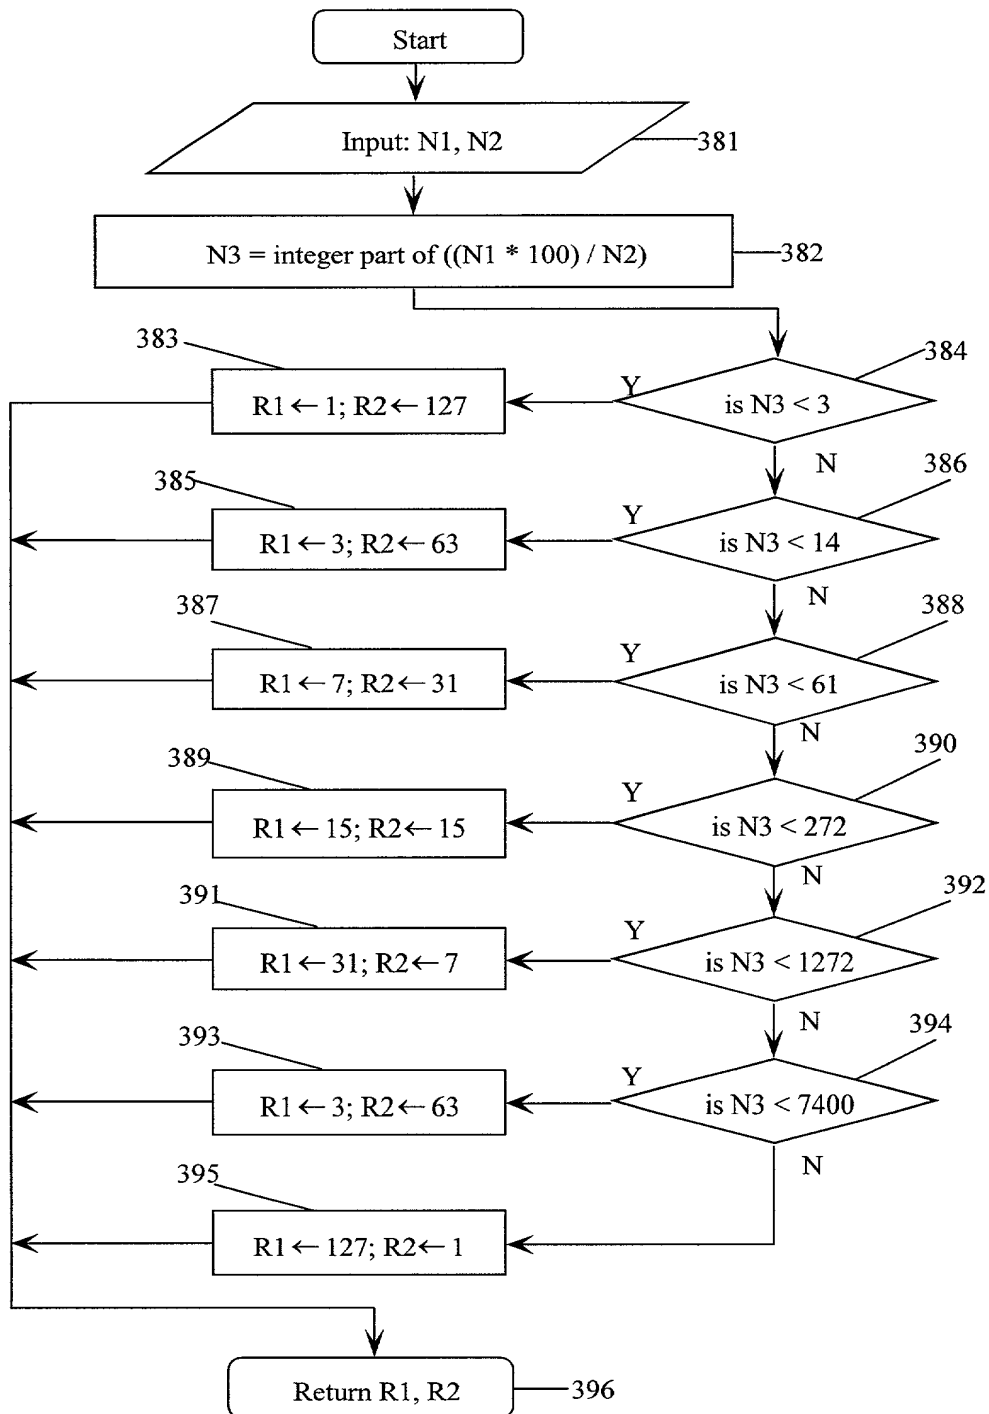 Start
Input: N1, N2
381
N3 = integer part of ((N1 * 100) / N2)
382
383
384
R1 ← 1; R2 ← 127
Y
is N3 < 3
N
385
386
R1 ← 3; R2 ← 63
Y
is N3 < 14
N
387
388
R1 ← 7; R2 ← 31
Y
is N3 < 61
N
389
390
R1 ← 15; R2 ← 15
Y
is N3 < 272
N
391
392
R1 ← 31; R2 ← 7
Y
is N3 < 1272
N
393
394
R1 ← 3; R2 ← 63
Y
is N3 < 7400
N
395
R1 ← 127; R2 ← 1
Return R1, R2
396